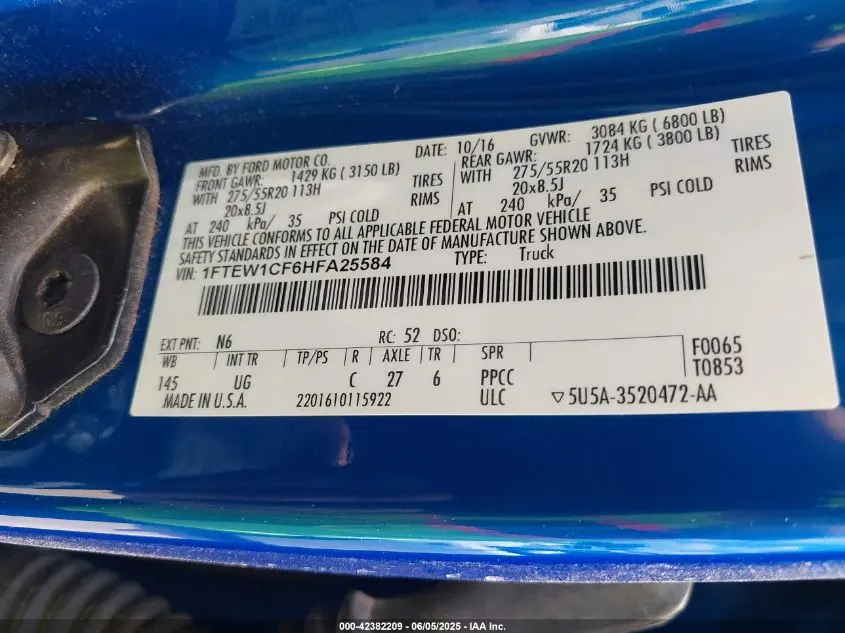 MFD. BY FORD MOTOR CO. DATE: 10/16 GVWR: 3084 KG ( 6800 LB)
FRONT GAWR: 1429 KG ( 3150 LB) REAR GAWR: 1724 KG ( 3800 LB)
WITH 275/55R20 113H TIRES WITH 275/55R20 113H TIRES
20x8.5J RIMS 20x8.5J RIMS
AT 240 kPa/ 35 PSI COLD AT 240 kPa/ 35 PSI COLD
THIS VEHICLE CONFORMS TO ALL APPLICABLE FEDERAL MOTOR VEHICLE
SAFETY STANDARDS IN EFFECT ON THE DATE OF MANUFACTURE SHOWN ABOVE.
VIN: 1FTEW1CF6HFA25584 TYPE: Truck
EXT PNT: N6 RC: 52 DSO:
WB INT TR TP/PS R AXLE TR SPR F0065
145 UG C 27 6 PPCC T0853
MADE IN U.S.A. 2201610115922 ULC ▽5U5A-3520472-AA
10.9
000-42382209 - 06/05/2025 - IAA Inc.